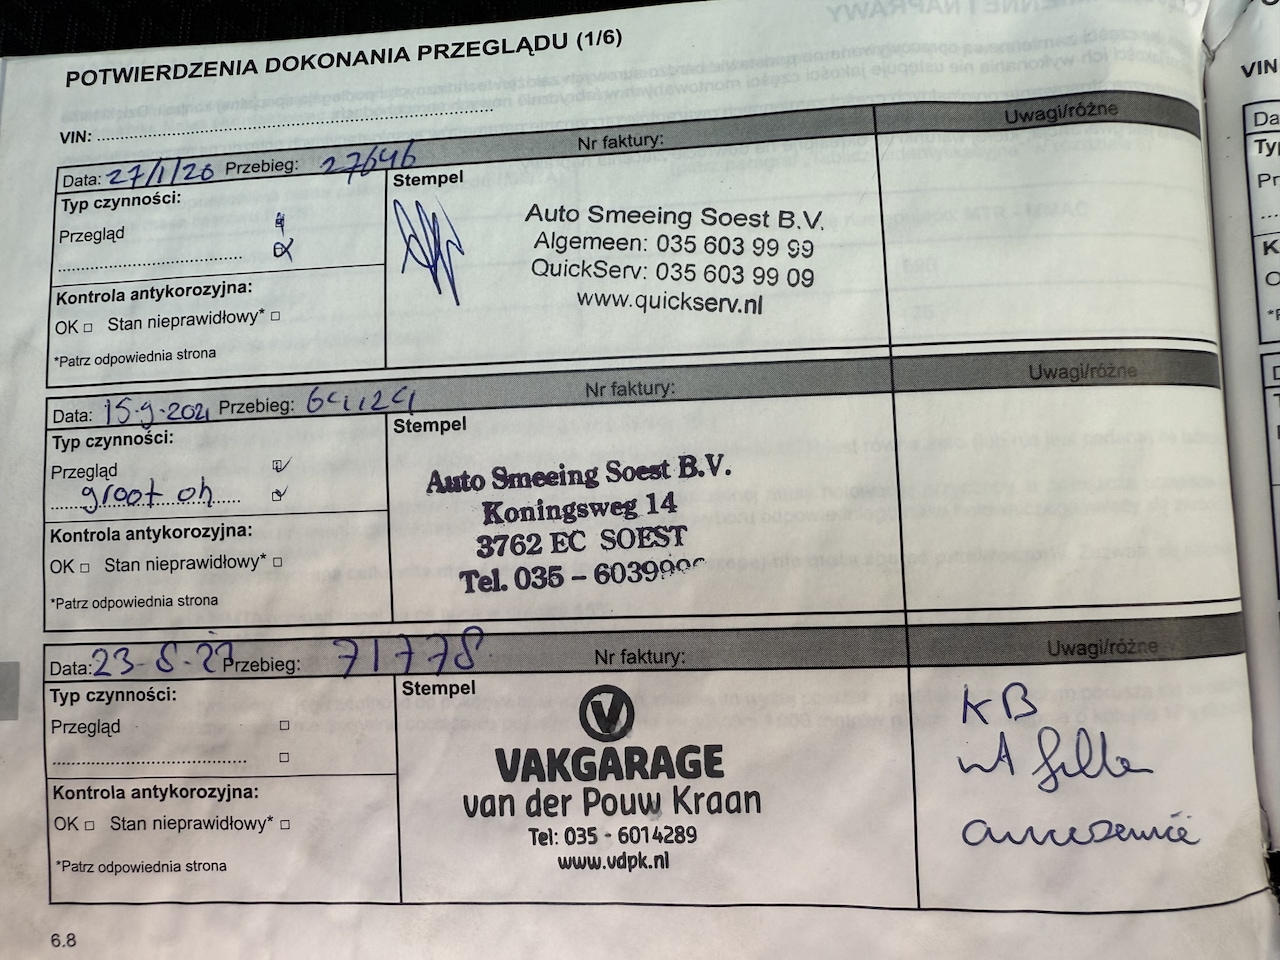 POTWIERDZENIA DOKONANIA PRZEGLĄDU (1/6)
VIN:
Data: 27/1/20 Przebieg: 27646 Nr faktury: Uwagi/różne
Typ czynności:
Przegląd
Kontrola antykorozyjna:
OK Stan nieprawidłowy*
*Patrz odpowiednia strona
Stempel
Auto Smeeing Soest B.V.
Algemeen: 035 603 99 99
QuickServ: 035 603 99 09
www.quickserv.nl
Data: 15-9-2021 Przebieg: Nr faktury: Uwagi/różne
Typ czynności:
Przegląd
groot oh
Kontrola antykorozyjna:
OK Stan nieprawidłowy*
*Patrz odpowiednia strona
Stempel
Auto Smeeing Soest B.V.
Koningsweg 14
3762 EC SOEST
Tel. 035 - 6039999
Data: Przebieg: 71778 Nr faktury: Uwagi/różne
Typ czynności:
Przegląd
Kontrola antykorozyjna:
OK Stan nieprawidłowy*
*Patrz odpowiednia strona
Stempel
VAKGARAGE
van der Pouw Kraan
Tel: 035 - 6014289
www.vdpk.nl
KB
6.8
VIN